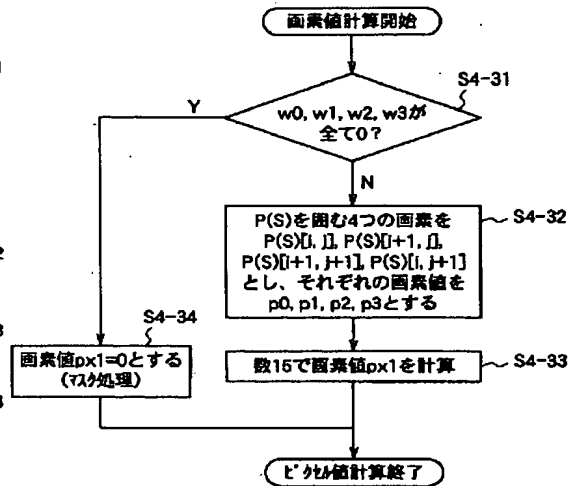 画素値計算開始
S4-31
Y
w0, w1, w2, w3が
全て0?
N
P(S)を囲む4つの画素を
P(S)[i, j], P(S)[i+1, j],
P(S)[i+1, j+1], P(S)[i, j+1]
とし、それぞれの画素値を
p0, p1, p2, p3とする
S4-32
S4-34
画素値px1=0とする
(マスク処理)
数15で画素値px1を計算
S4-33
ピクセル値計算終了